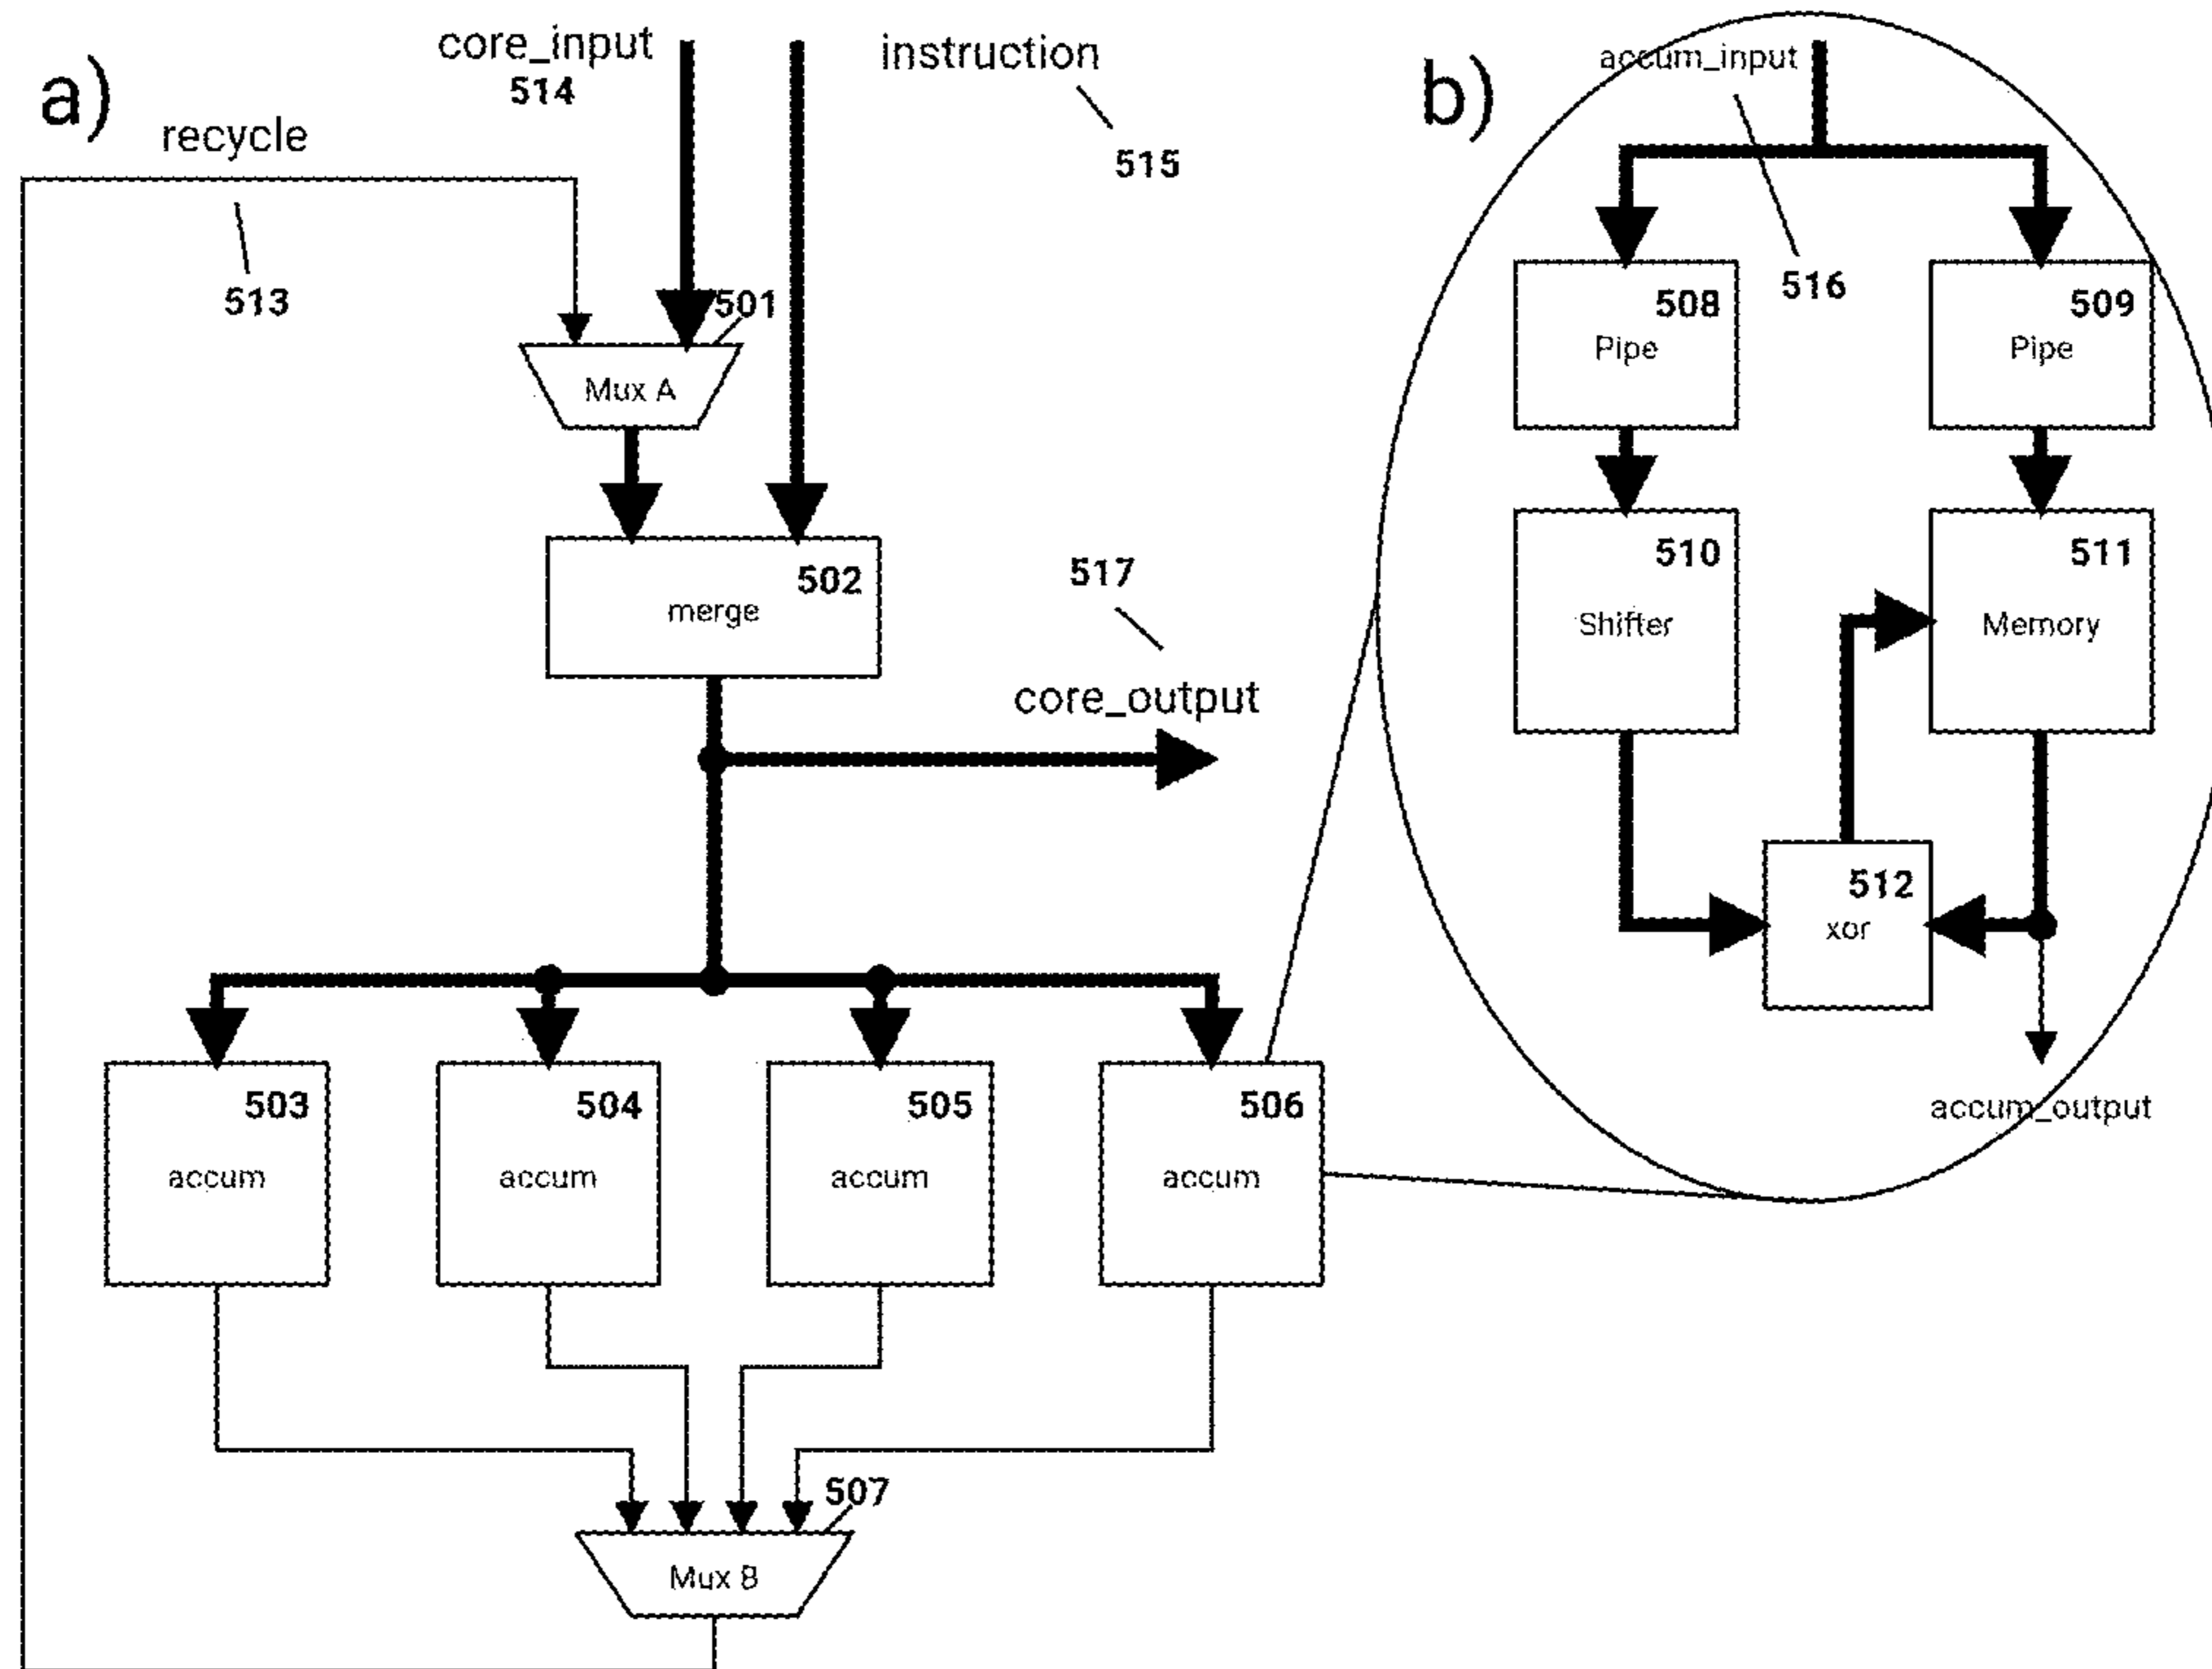 a)
core_input
514
instruction
515
recycle
513
501
Mux A
502
merge
517
core_output
503
accum
504
accum
505
accum
506
accum
507
Mux B
b)
accum_input
516
508
Pipe
509
Pipe
510
Shifter
511
Memory
512
xor
accum_output